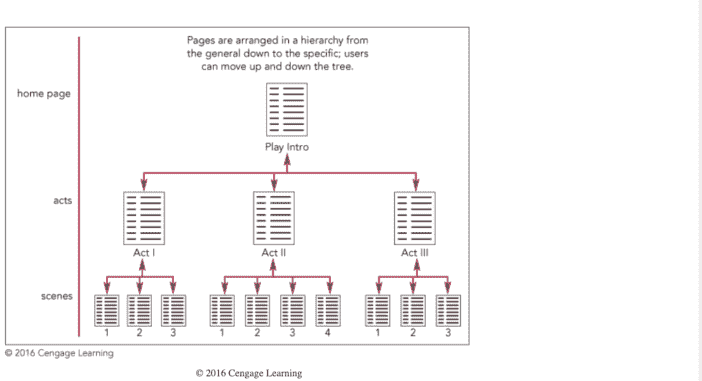 Pages are arranged in a hierarchy from
the general down to the specific; users
can move up and down the tree.
home page
Play Intro
acts
Act I
Act II
Act III
scenes
1 2 3 1 2 3 4 1 2 3
© 2016 Cengage Learning
© 2016 Cengage Learning